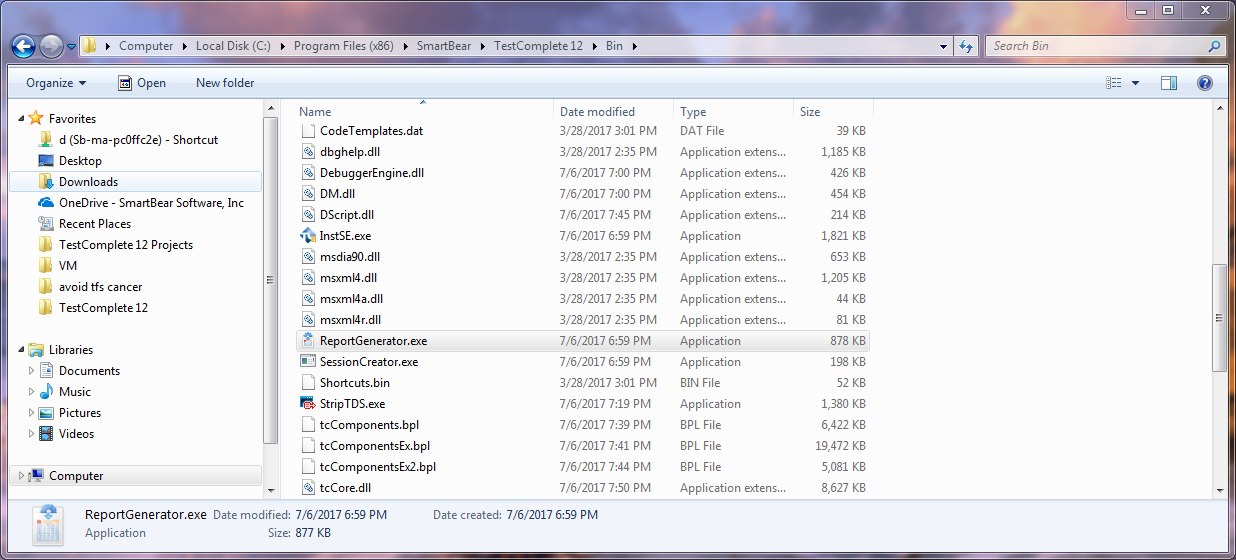 Computer Local Disk (C:) Program Files (x86) SmartBear TestComplete 12 Bin Search Bin
Organize Open New folder
Favorites
d (Sb-ma-pc0ffc2e) - Shortcut
Desktop
Downloads
OneDrive - SmartBear Software, Inc
Recent Places
TestComplete 12 Projects
VM
avoid tfs cancer
TestComplete 12
Libraries
Documents
Music
Pictures
Videos
Computer
Name Date modified Type Size
CodeTemplates.dat 3/28/2017 3:01 PM DAT File 39 KB
dbghelp.dll 3/28/2017 2:35 PM Application extens... 1,185 KB
DebuggerEngine.dll 7/6/2017 7:00 PM Application extens... 426 KB
DM.dll 7/6/2017 7:00 PM Application extens... 454 KB
DScript.dll 7/6/2017 7:45 PM Application extens... 214 KB
InstSE.exe 7/6/2017 6:59 PM Application 1,821 KB
msdia90.dll 3/28/2017 2:35 PM Application extens... 653 KB
msxml4.dll 3/28/2017 2:35 PM Application extens... 1,205 KB
msxml4a.dll 3/28/2017 2:35 PM Application extens... 44 KB
msxml4r.dll 3/28/2017 2:35 PM Application extens... 81 KB
ReportGenerator.exe 7/6/2017 6:59 PM Application 878 KB
SessionCreator.exe 7/6/2017 6:59 PM Application 198 KB
Shortcuts.bin 3/28/2017 3:01 PM BIN File 52 KB
StripTDS.exe 7/6/2017 7:19 PM Application 1,380 KB
tcComponents.bpl 7/6/2017 7:39 PM BPL File 6,422 KB
tcComponentsEx.bpl 7/6/2017 7:41 PM BPL File 19,472 KB
tcComponentsEx2.bpl 7/6/2017 7:44 PM BPL File 5,081 KB
tcCore.dll 7/6/2017 7:50 PM Application extens... 8,627 KB
ReportGenerator.exe Date modified: 7/6/2017 6:59 PM Date created: 7/6/2017 6:59 PM
Application Size: 877 KB